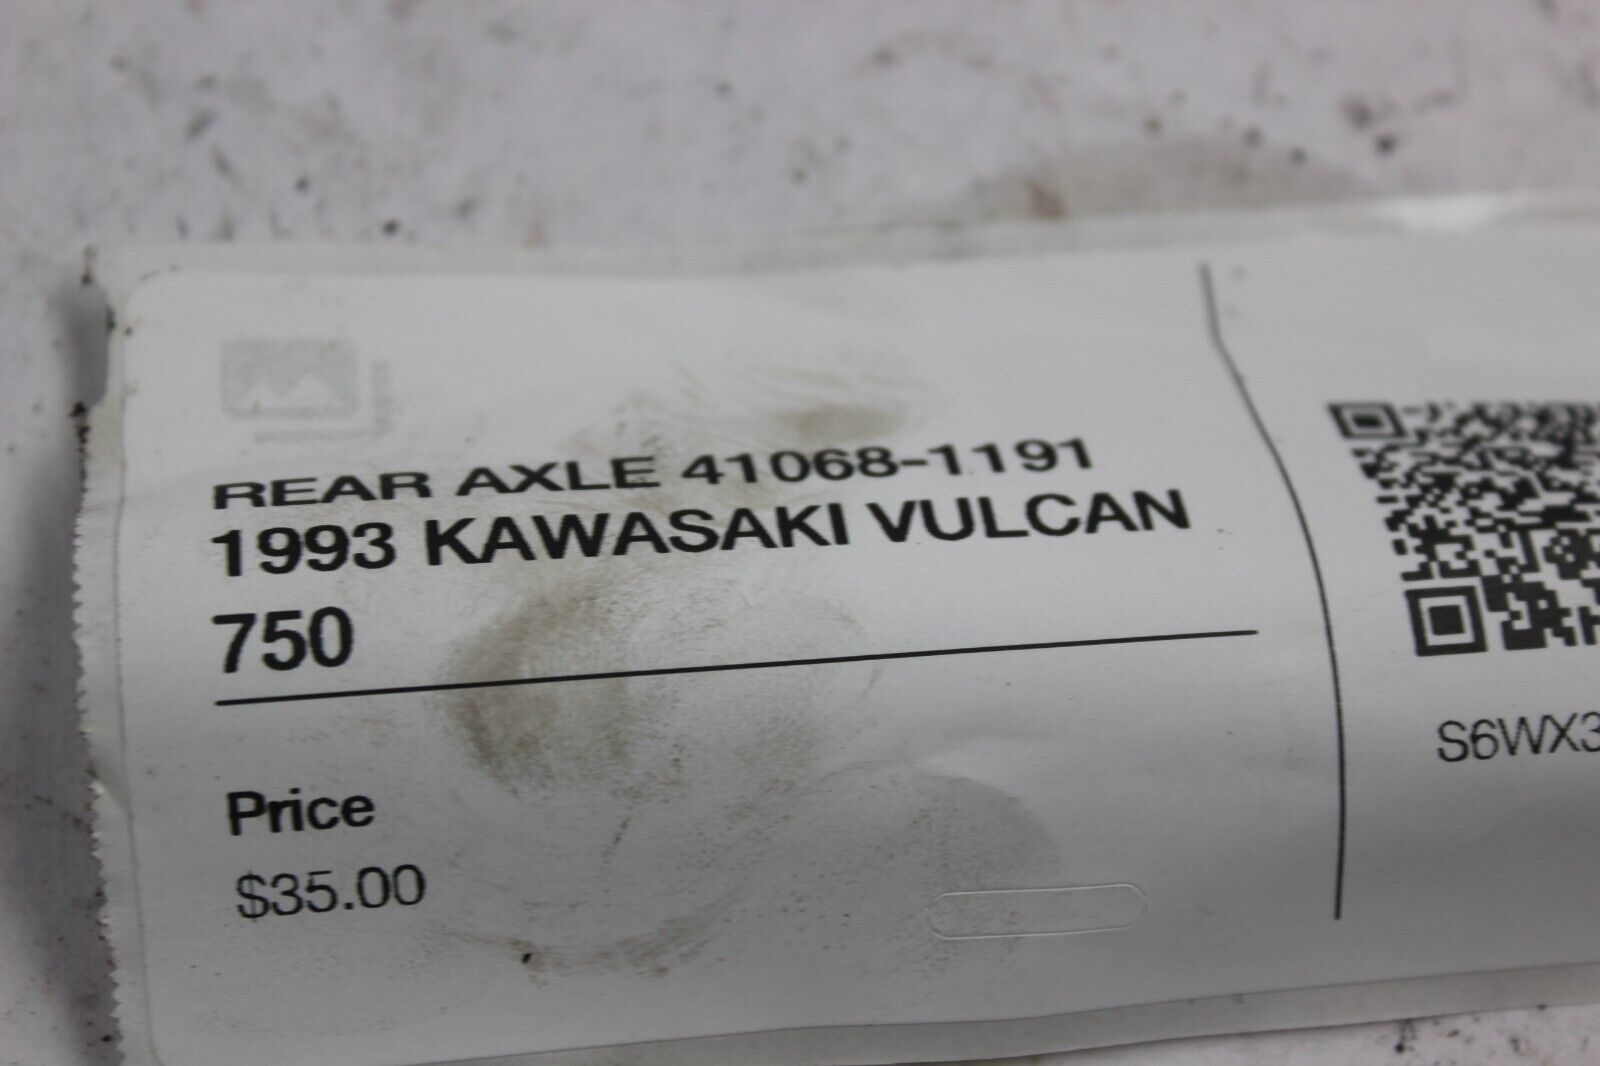 REAR AXLE 41068-1191
1993 KAWASAKI VULCAN
750
Price
$35.00
S6WX3